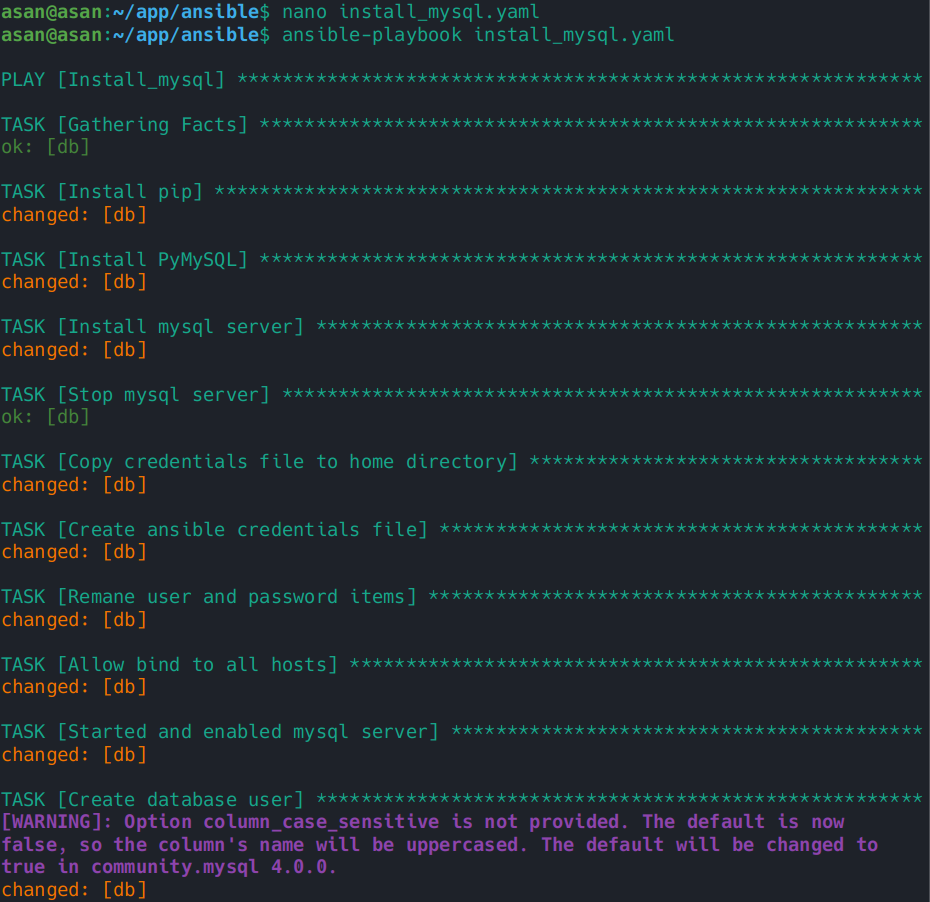 asan@asan:~/app/ansible$ nano install_mysql.yaml
asan@asan:~/app/ansible$ ansible-playbook install_mysql.yaml
PLAY [Install_mysql] *************************************************************
TASK [Gathering Facts] ***********************************************************
ok: [db]
TASK [Install pip] ***************************************************************
changed: [db]
TASK [Install PyMySQL] ***********************************************************
changed: [db]
TASK [Install mysql server] ******************************************************
changed: [db]
TASK [Stop mysql server] *********************************************************
ok: [db]
TASK [Copy credentials file to home directory] ***********************************
changed: [db]
TASK [Create ansible credentials file] *******************************************
changed: [db]
TASK [Remane user and password items] ********************************************
changed: [db]
TASK [Allow bind to all hosts] ***************************************************
changed: [db]
TASK [Started and enabled mysql server] ******************************************
changed: [db]
TASK [Create database user] ******************************************************
[WARNING]: Option column_case_sensitive is not provided. The default is now
false, so the column's name will be uppercased. The default will be changed to
true in community.mysql 4.0.0.
changed: [db]